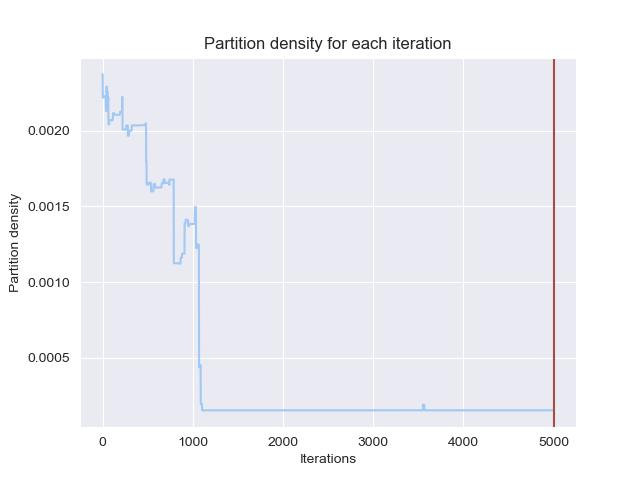 Partition density for each iteration
Partition density
0.0020
0.0015
0.0010
0.0005
0 1000 2000 3000 4000 5000
Iterations